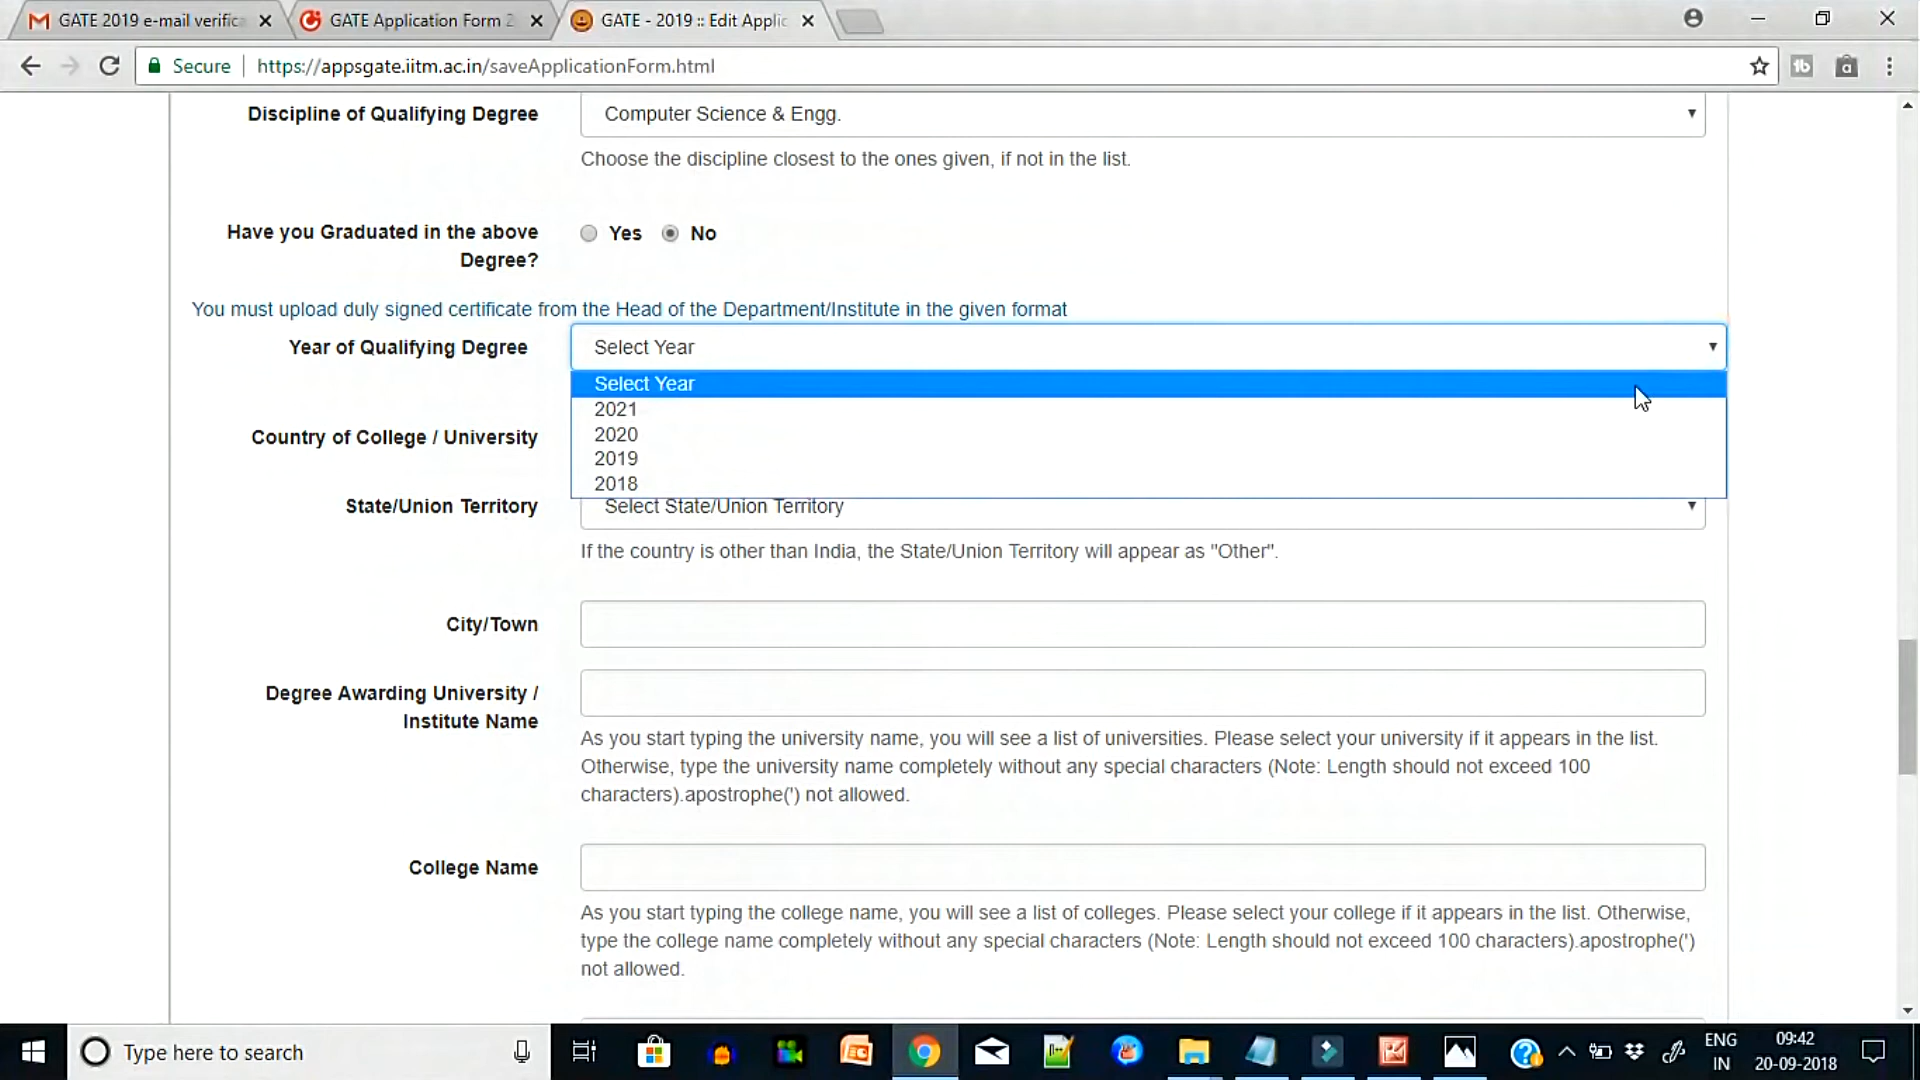 GATE 2019 e-mail verifica
GATE Application Form 2
GATE - 2019 :: Edit Applic
Secure
https://appsgate.iitm.ac.in/saveApplicationForm.html
Discipline of Qualifying Degree
Computer Science & Engg.
Choose the discipline closest to the ones given, if not in the list.
Have you Graduated in the above
Degree?
Yes
No
You must upload duly signed certificate from the Head of the Department/Institute in the given format
Year of Qualifying Degree
Select Year
Select Year
2021
2020
2019
2018
Country of College / University
State/Union Territory
Select State/Union Territory
If the country is other than India, the State/Union Territory will appear as "Other".
City/Town
Degree Awarding University /
Institute Name
As you start typing the university name, you will see a list of universities. Please select your university if it appears in the list.
Otherwise, type the university name completely without any special characters (Note: Length should not exceed 100
characters).apostrophe(') not allowed.
College Name
As you start typing the college name, you will see a list of colleges. Please select your college if it appears in the list. Otherwise,
type the college name completely without any special characters (Note: Length should not exceed 100 characters).apostrophe(')
not allowed.
Type here to search
ENG
IN
09:42
20-09-2018